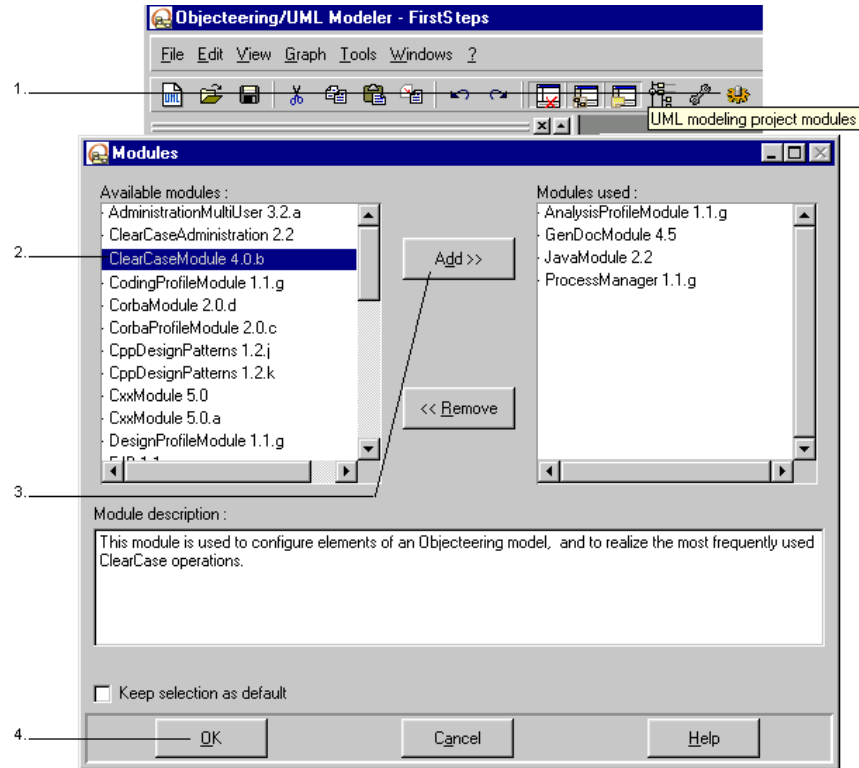 Objecteering/UML Modeler - FirstSteps
File Edit View Graph Tools Windows ?
1.
UML modeling project modules
Modules
Available modules :
AdministrationMultiUser 3.2.a
ClearCaseAdministration 2.2
2.
ClearCaseModule 4.0.b
CodingProfileModule 1.1.g
CorbaModule 2.0.d
CorbaProfileModule 2.0.c
CppDesignPatterns 1.2.j
CppDesignPatterns 1.2.k
CxxModule 5.0
CxxModule 5.0.a
DesignProfileModule 1.1.g
Add >>
<< Remove
Modules used :
AnalysisProfileModule 1.1.g
GenDocModule 4.5
JavaModule 2.2
ProcessManager 1.1.g
3.
Module description :
This module is used to configure elements of an Objecteering model, and to realize the most frequently used
ClearCase operations.
Keep selection as default
4.
OK Cancel Help